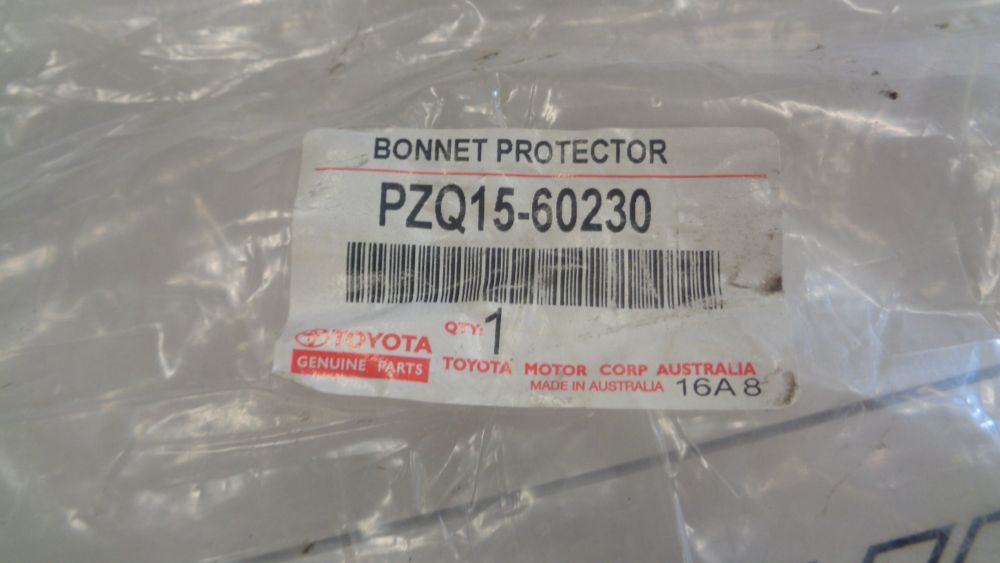 BONNET PROTECTOR
PZQ15-60230
TOYOTA QTY: 1
GENUINE PARTS TOYOTA MOTOR CORP AUSTRALIA
MADE IN AUSTRALIA 16A 8